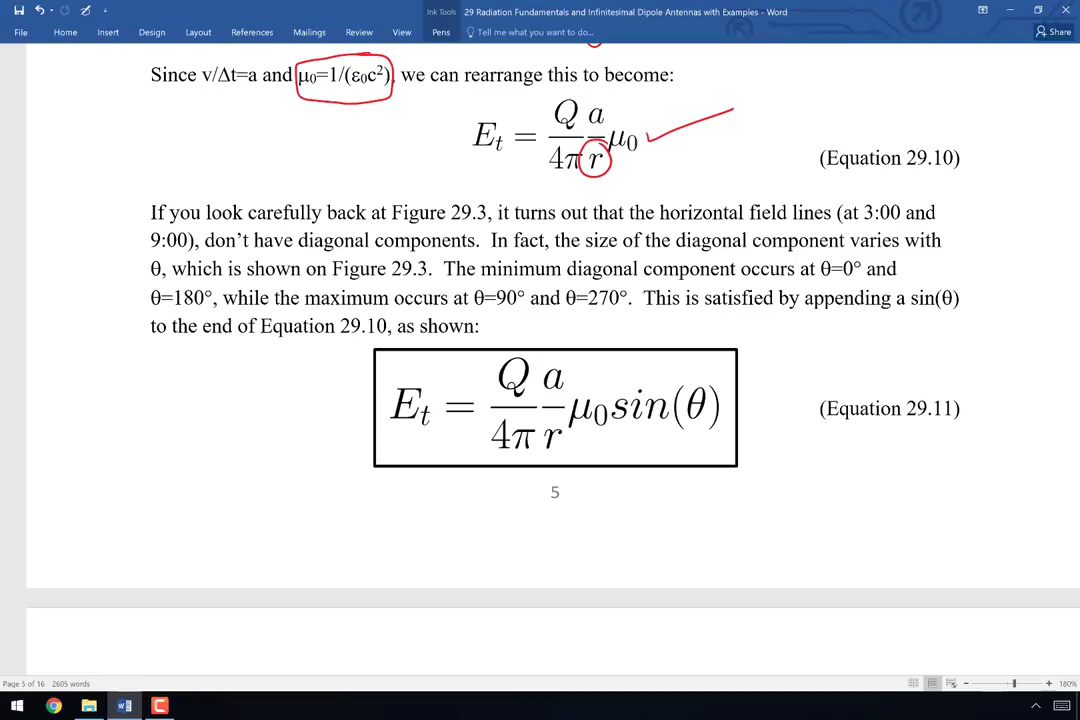 Ink Tools
29 Radiation Fundamentals and Infinitesimal Dipole Antennas with Examples - Word
File Home Insert Design Layout References Mailings Review View Pens Tell me what you want to do... Share
Since v/Δt=a and μ₀=1/(ε₀c²), we can rearrange this to become:
E_t = \frac{Q}{4π} \frac{a}{r} μ₀
(Equation 29.10)
If you look carefully back at Figure 29.3, it turns out that the horizontal field lines (at 3:00 and
9:00), don't have diagonal components. In fact, the size of the diagonal component varies with
θ, which is shown on Figure 29.3. The minimum diagonal component occurs at θ=0° and
θ=180°, while the maximum occurs at θ=90° and θ=270°. This is satisfied by appending a sin(θ)
to the end of Equation 29.10, as shown:
E_t = \frac{Q}{4π} \frac{a}{r} μ₀sin(θ)
(Equation 29.11)
5
Page 5 of 16 2605 words
180%